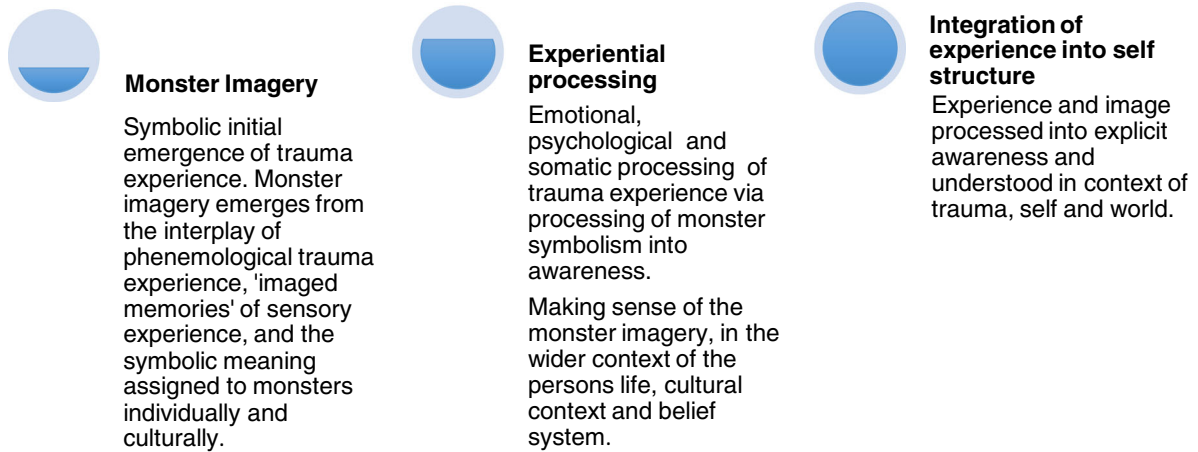 Monster Imagery
Symbolic initial
emergence of trauma
experience. Monster
imagery emerges from
the interplay of
phenemological trauma
experience, 'imaged
memories' of sensory
experience, and the
symbolic meaning
assigned to monsters
individually and
culturally.
Experiential
processing
Emotional,
psychological and
somatic processing of
trauma experience via
processing of monster
symbolism into
awareness.
Making sense of the
monster imagery, in the
wider context of the
persons life, cultural
context and belief
system.
Integration of
experience into self
structure
Experience and image
processed into explicit
awareness and
understood in context of
trauma, self and world.